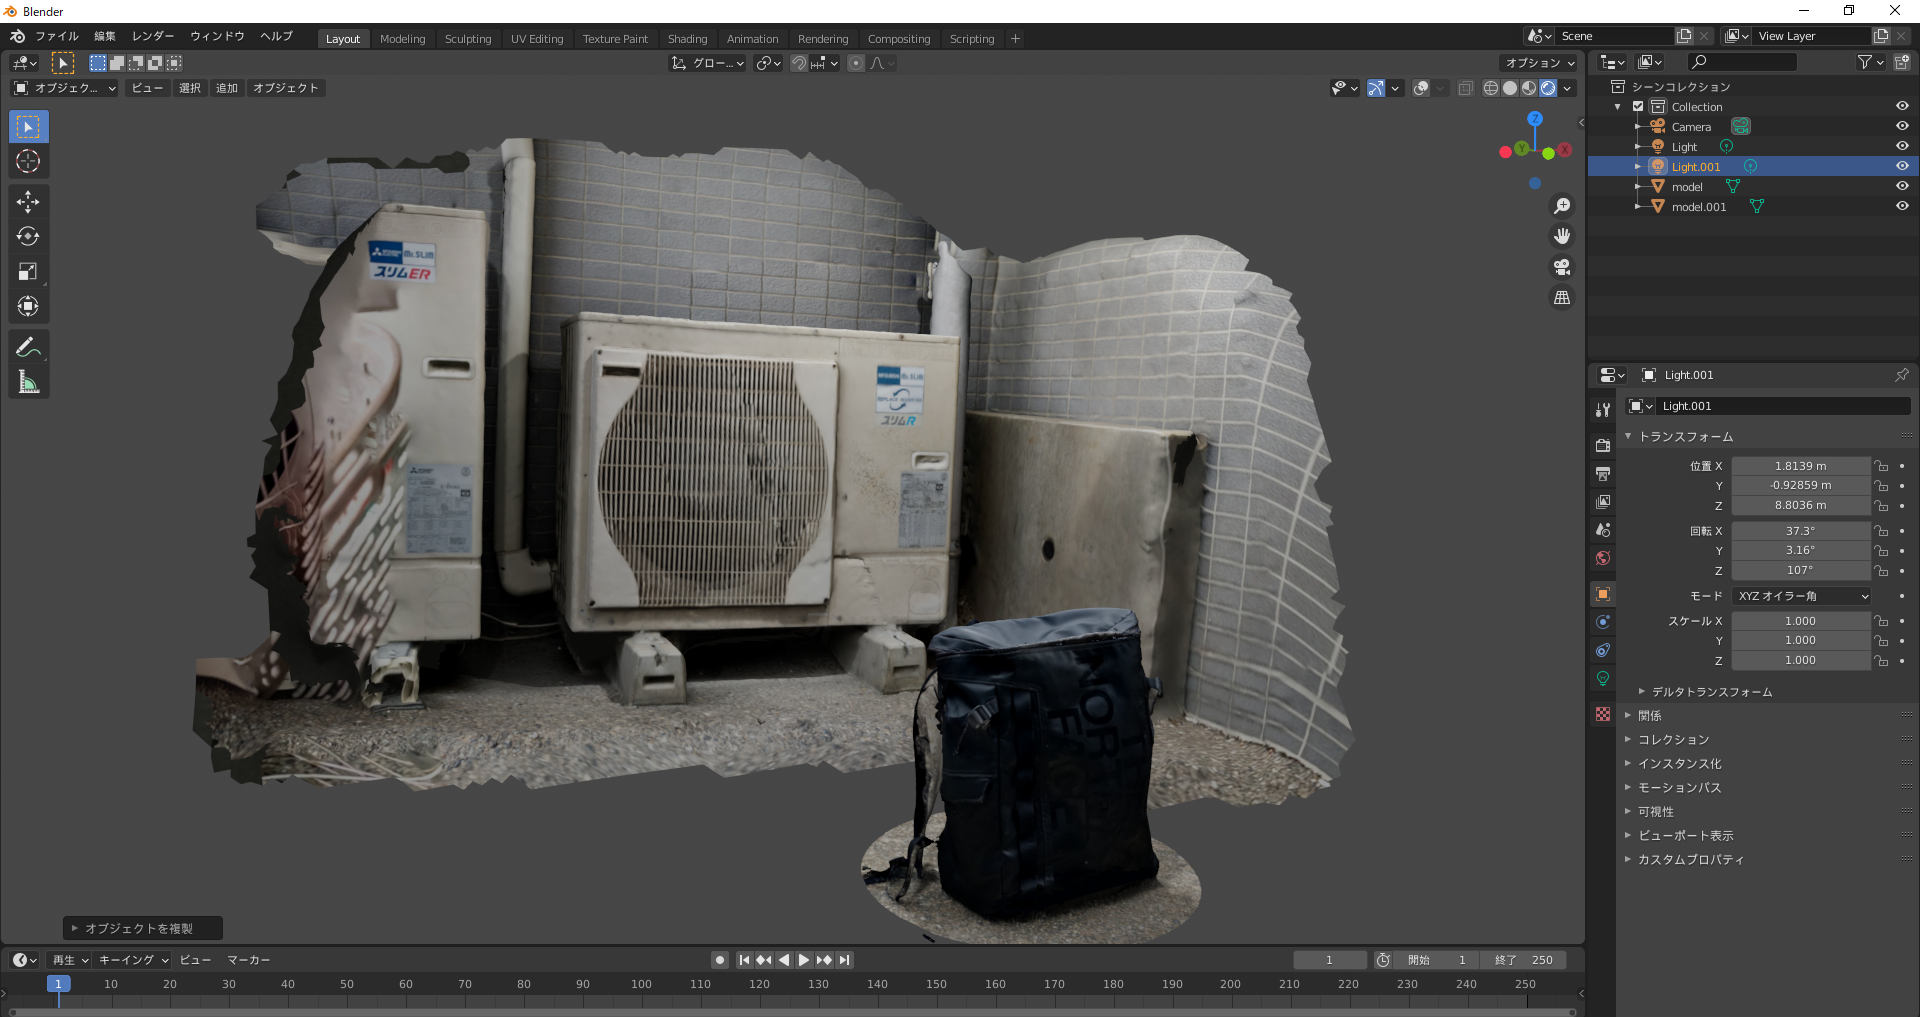 Blender
ファイル 編集 レンダー ウィンドウ ヘルプ Layout Modeling Sculpting UV Editing Texture Paint Shading Animation Rendering Compositing Scripting + Scene View Layer
グロー... オプション
オブジェク... ビュー 選択 追加 オブジェクト
シーンコレクション
Collection
Camera
Light
Light.001
model
model.001
Z
Y
X
Mr.SLIM
スリムER
Mr.SLIM
REPLACE INVERTER
スリムR
NORTH
FACE
Light.001
Light.001
トランスフォーム
位置 X 1.8139 m
Y -0.92859 m
Z 8.8036 m
回転 X 37.3°
Y 3.16°
Z 107°
モード XYZ オイラー角
スケール X 1.000
Y 1.000
Z 1.000
デルタトランスフォーム
関係
コレクション
インスタンス化
モーションパス
可視性
ビューポート表示
カスタムプロパティ
オブジェクトを複製
再生 キーイング ビュー マーカー 1 開始 1 終了 250
1 10 20 30 40 50 60 70 80 90 100 110 120 130 140 150 160 170 180 190 200 210 220 230 240 250